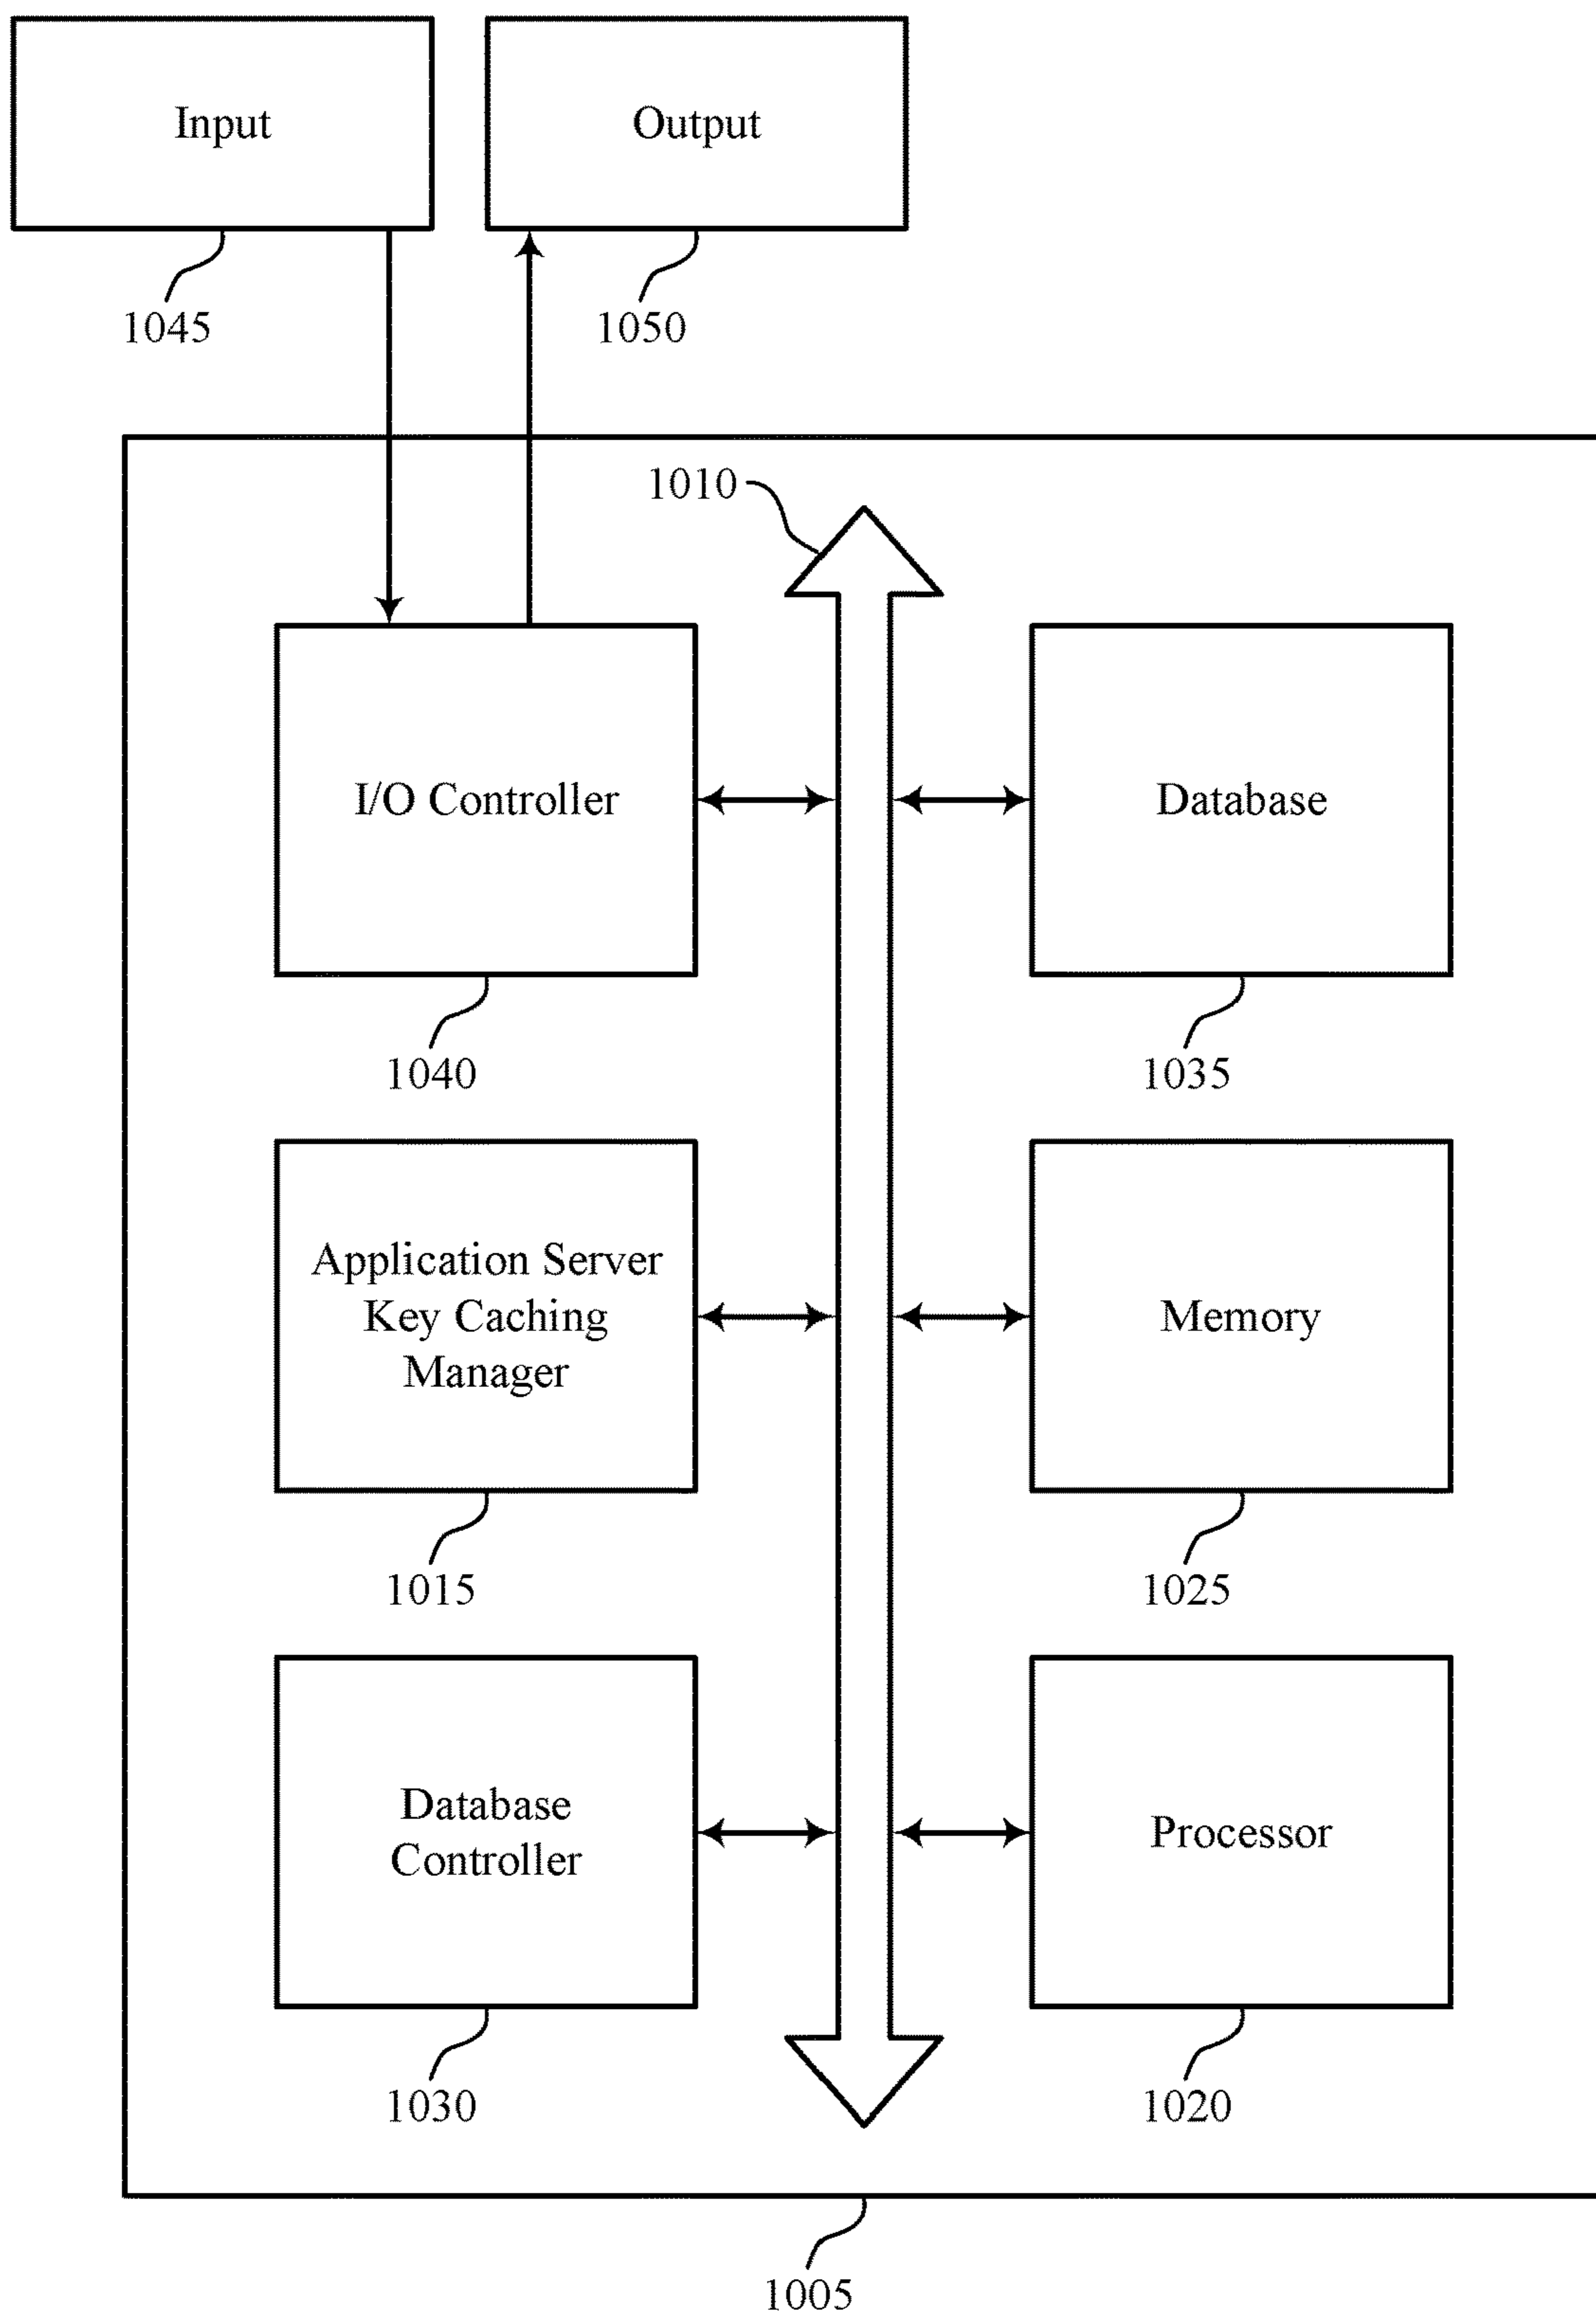 Input
Output
1045
1050
1010
I/O Controller
Database
1040
1035
Application Server
Key Caching
Manager
Memory
1015
1025
Database
Controller
Processor
1030
1020
1005